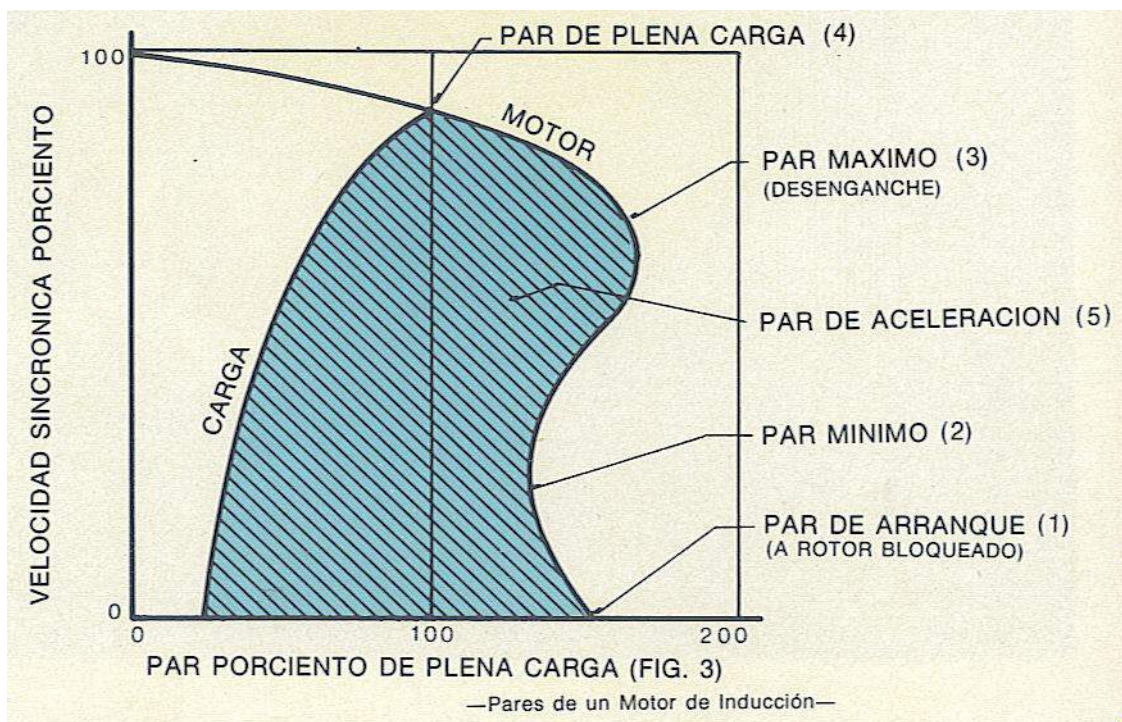 PAR DE PLENA CARGA (4)
100
MOTOR
PAR MAXIMO (3)
(DESENGANCHE)
VELOCIDAD SINCRONICA PORCIENTO
PAR DE ACELERACION (5)
CARGA
PAR MINIMO (2)
PAR DE ARRANQUE (1)
(A ROTOR BLOQUEADO)
0
0 100 200
PAR PORCIENTO DE PLENA CARGA (FIG. 3)
—Pares de un Motor de Inducción—